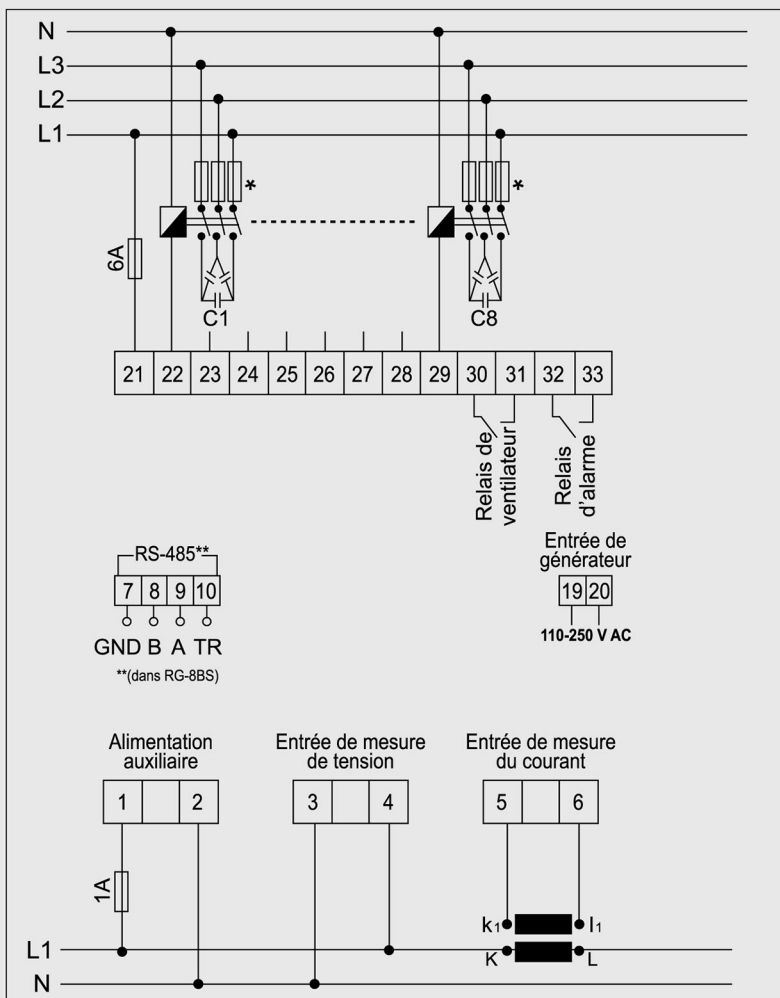 N
L3
L2
L1
*
*
6A
C1
C8
21 22 23 24 25 26 27 28 29 30 31 32 33
Relais de
ventilateur
Relais
d'alarme
RS-485**
7 8 9 10
GND B A TR
**(dans RG-8BS)
Entrée de
générateur
19 20
110-250 V AC
Alimentation
auxiliaire
1 2
Entrée de mesure
de tension
3 4
Entrée de mesure
du courant
5 6
1A
k1 l1
L1
K L
N